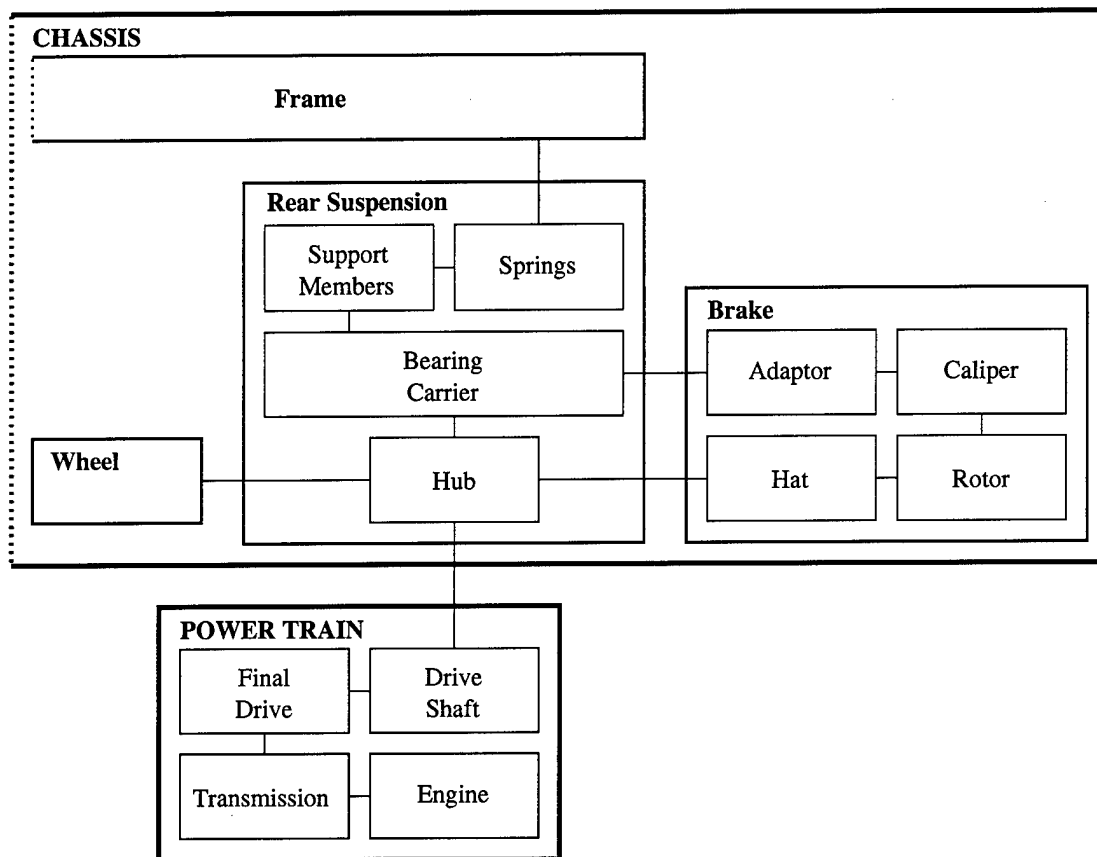 CHASSIS
Frame
Rear Suspension
Support
Members
Springs
Brake
Bearing
Carrier
Adaptor
Caliper
Wheel
Hub
Hat
Rotor
POWER TRAIN
Final
Drive
Drive
Shaft
Transmission
Engine